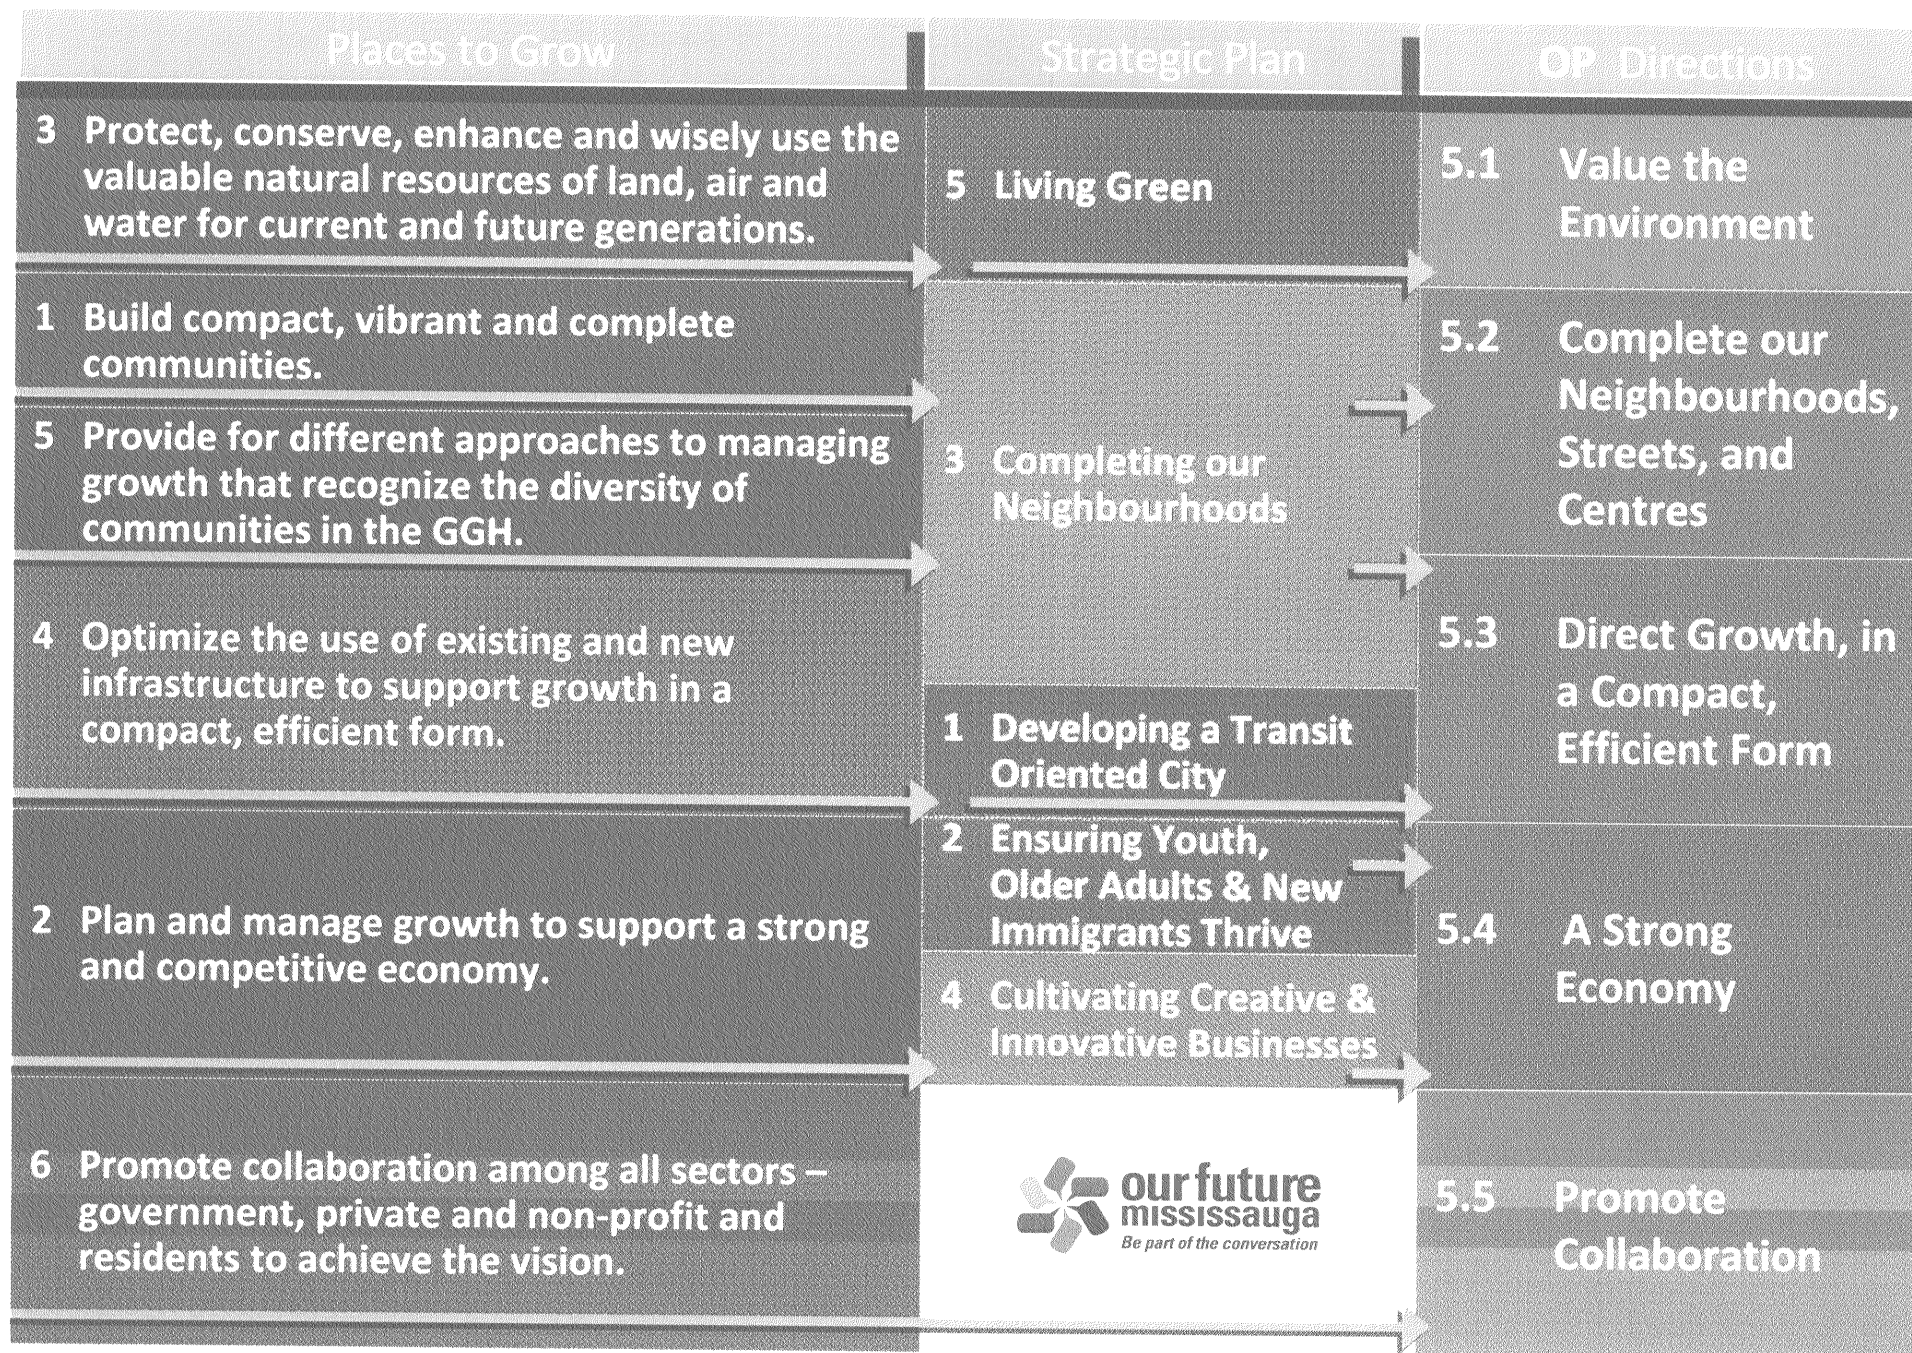 Places to Grow
Strategic Plan
OP Directions
3 Protect, conserve, enhance and wisely use the
valuable natural resources of land, air and
water for current and future generations.
5 Living Green
5.1 Value the
Environment
1 Build compact, vibrant and complete
communities.
5 Provide for different approaches to managing
growth that recognize the diversity of
communities in the GGH.
3 Completing our
Neighbourhoods
5.2 Complete our
Neighbourhoods,
Streets, and
Centres
4 Optimize the use of existing and new
infrastructure to support growth in a
compact, efficient form.
1 Developing a Transit
Oriented City
5.3 Direct Growth, in
a Compact,
Efficient Form
2 Plan and manage growth to support a strong
and competitive economy.
2 Ensuring Youth,
Older Adults & New
Immigrants Thrive
4 Cultivating Creative &
Innovative Businesses
5.4 A Strong
Economy
6 Promote collaboration among all sectors –
government, private and non-profit and
residents to achieve the vision.
our future
mississauga
Be part of the conversation
5.5 Promote
Collaboration